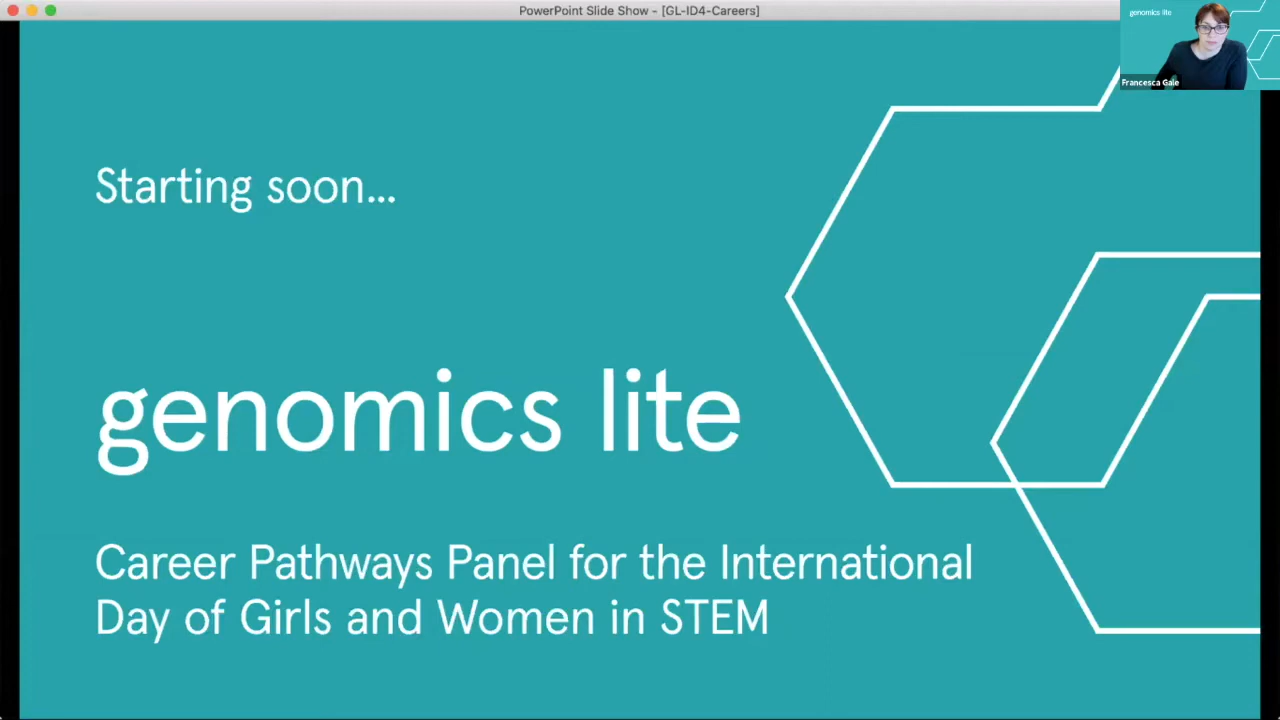 PowerPoint Slide Show - [GL-ID4-Careers]
genomics lite
Francesca Gale
Starting soon...
genomics lite
Career Pathways Panel for the International
Day of Girls and Women in STEM